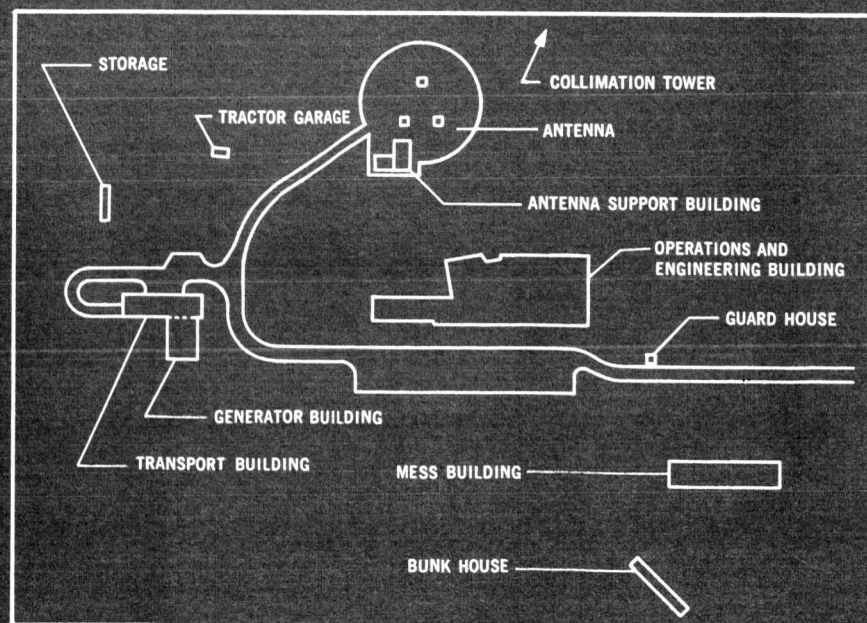 STORAGE
COLLIMATION TOWER
TRACTOR GARAGE
ANTENNA
ANTENNA SUPPORT BUILDING
OPERATIONS AND
ENGINEERING BUILDING
GUARD HOUSE
GENERATOR BUILDING
TRANSPORT BUILDING
MESS BUILDING
BUNK HOUSE